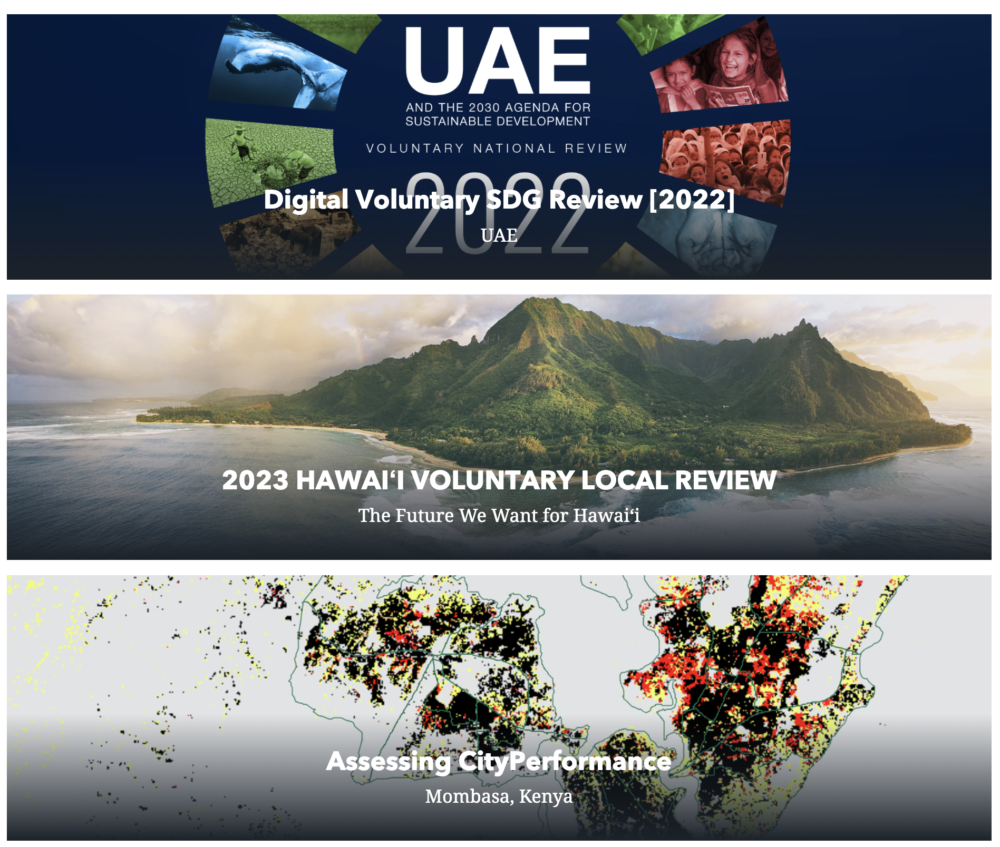 UAE
AND THE 2030 AGENDA FOR
SUSTAINABLE DEVELOPMENT
VOLUNTARY NATIONAL REVIEW
2022
Digital Voluntary SDG Review [2022]
UAE
2023 HAWAIʻI VOLUNTARY LOCAL REVIEW
The Future We Want for Hawaiʻi
Assessing CityPerformance
Mombasa, Kenya